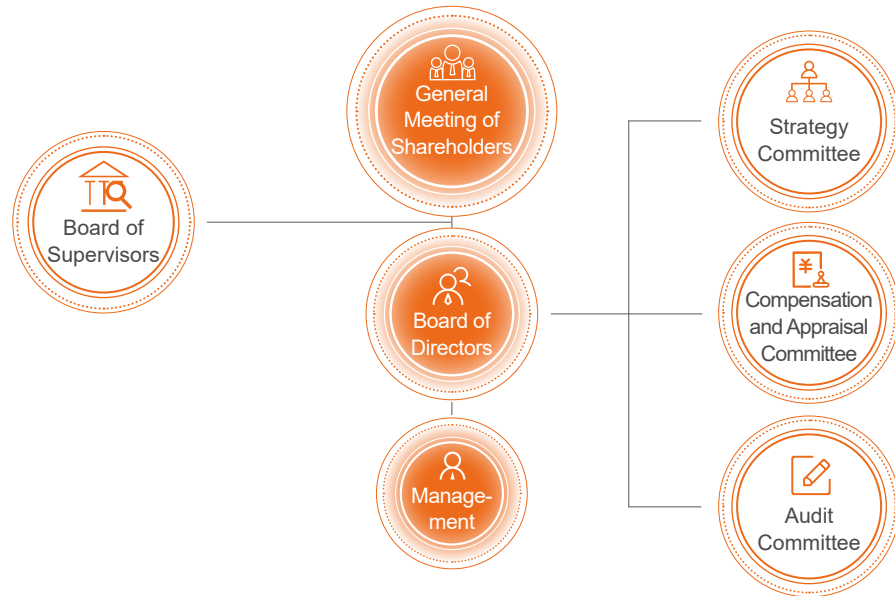 General
Meeting of
Shareholders
Strategy
Committee
Board of
Supervisors
Board of
Directors
¥
Compensation
and Appraisal
Committee
Manage-
ment
Audit
Committee